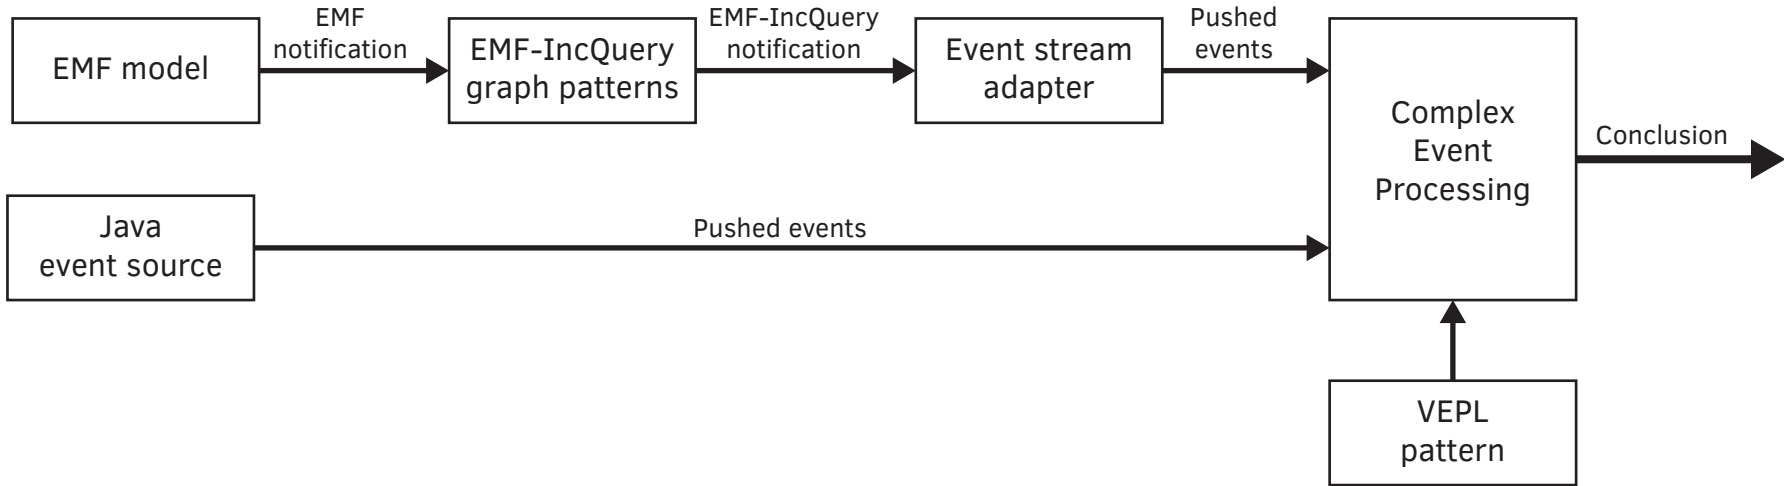 EMF model
EMF
notification
EMF-IncQuery
graph patterns
EMF-IncQuery
notification
Event stream
adapter
Pushed
events
Complex
Event
Processing
Conclusion
Java
event source
Pushed events
VEPL
pattern